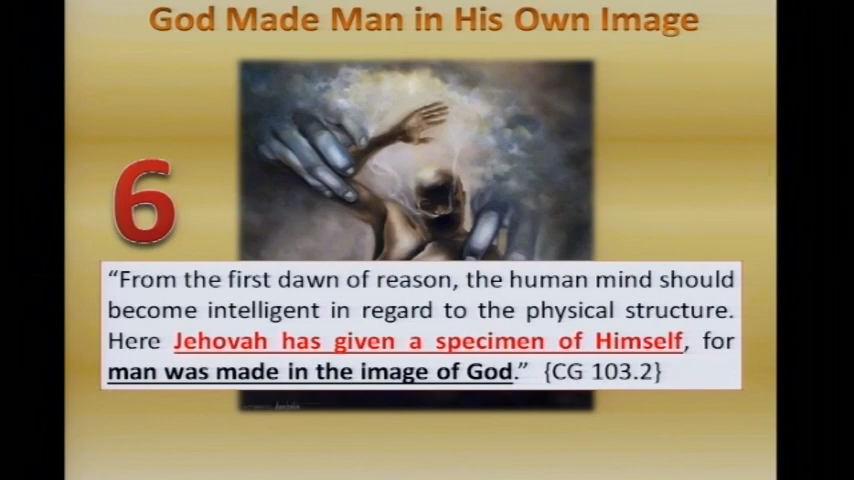 God Made Man in His Own Image
6
“From the first dawn of reason, the human mind should
become intelligent in regard to the physical structure.
Here Jehovah has given a specimen of Himself, for
man was made in the image of God.” {CG 103.2}